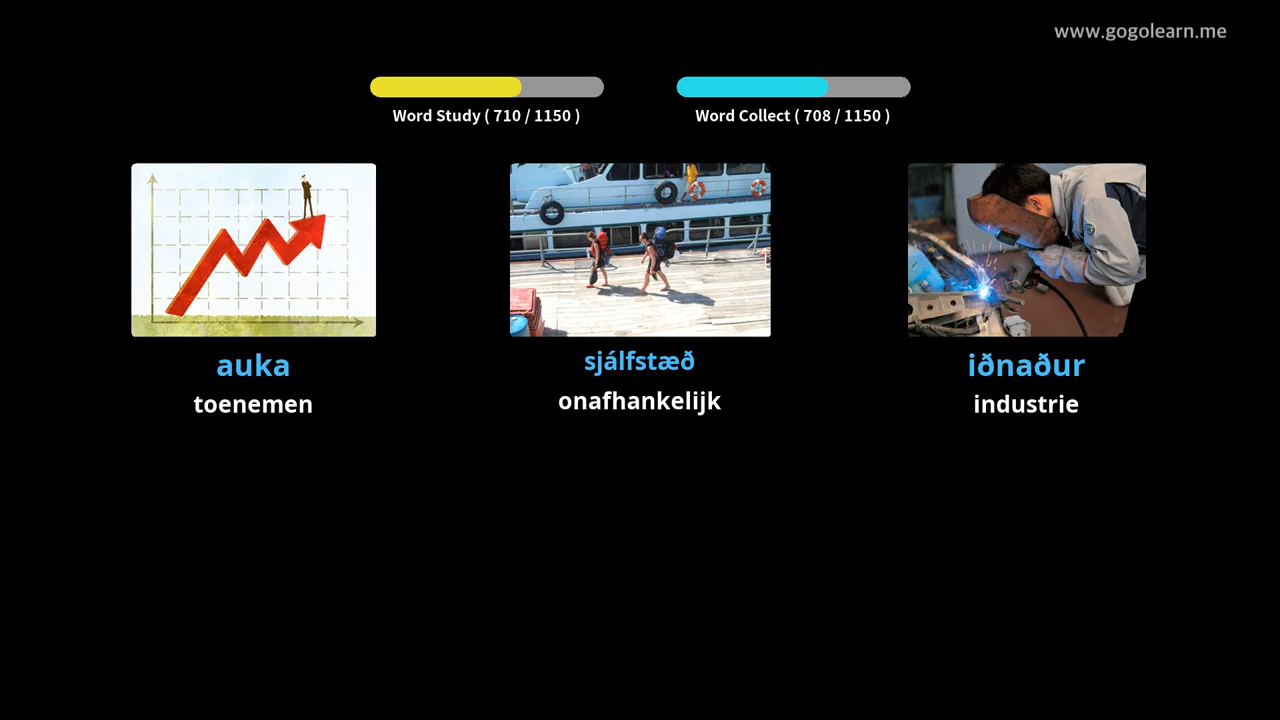 www.gogolearn.me
Word Study ( 710 / 1150 )
Word Collect ( 708 / 1150 )
auka
toenemen
sjálfstæð
onafhankelijk
iðnaður
industrie